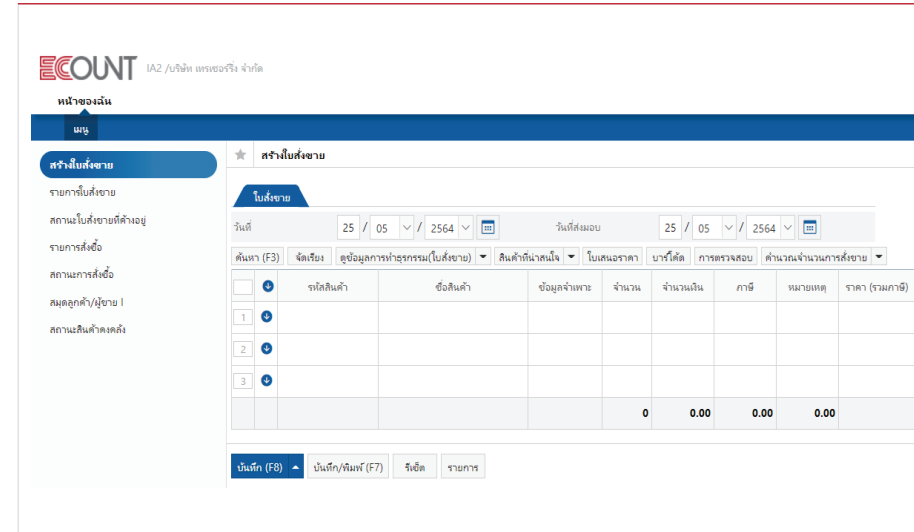 ECOUNT IA2 /บริษัท เทรเซอร์ริ่ง จำกัด
หน้าของฉัน
เมนู
สร้างใบสั่งขาย
รายการใบสั่งขาย
สถานะใบสั่งขายที่ค้างอยู่
รายการสั่งซื้อ
สถานะการสั่งซื้อ
สมุดลูกค้า/ผู้ขาย I
สถานะสินค้าคงคลัง
สร้างใบสั่งขาย
ใบสั่งขาย
วันที่ 25 / 05 / 2564 วันที่ส่งมอบ 25 / 05 / 2564
ค้นหา (F3) จัดเรียง ดูข้อมูลการทำธุรกรรม(ใบสั่งขาย) สินค้าที่น่าสนใจ ใบเสนอราคา บาร์โค้ด การตรวจสอบ คำนวณจำนวนการสั่งขาย
รหัสสินค้า ชื่อสินค้า ข้อมูลจำเพาะ จำนวน จำนวนเงิน ภาษี หมายเหตุ ราคา (รวมภาษี)
1
2
3
0 0.00 0.00 0.00
บันทึก (F8) บันทึก/พิมพ์ (F7) รีเซ็ต รายการ